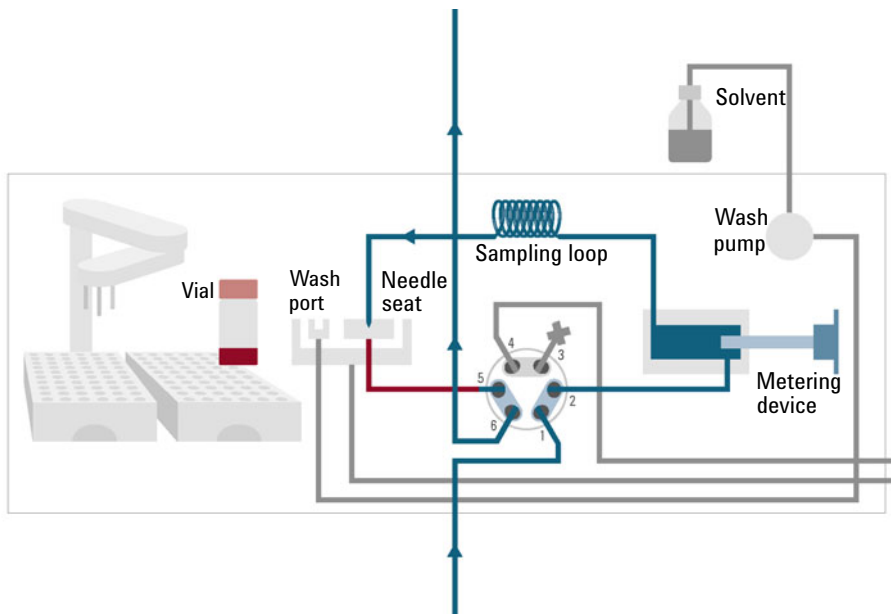 Solvent
Wash
pump
Sampling loop
Vial
Wash
port
Needle
seat
4
3
5
2
6
1
Metering
device